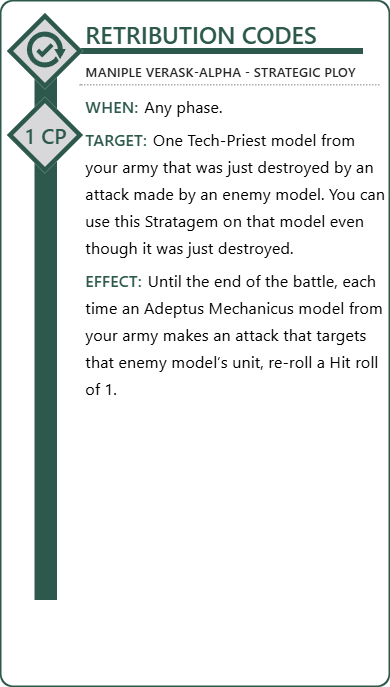 RETRIBUTION CODES
MANIPLE VERASK-ALPHA - STRATEGIC PLOY
WHEN: Any phase.
1 CP
TARGET: One Tech-Priest model from
your army that was just destroyed by an
attack made by an enemy model. You can
use this Stratagem on that model even
though it was just destroyed.
EFFECT: Until the end of the battle, each
time an Adeptus Mechanicus model from
your army makes an attack that targets
that enemy model’s unit, re-roll a Hit roll
of 1.